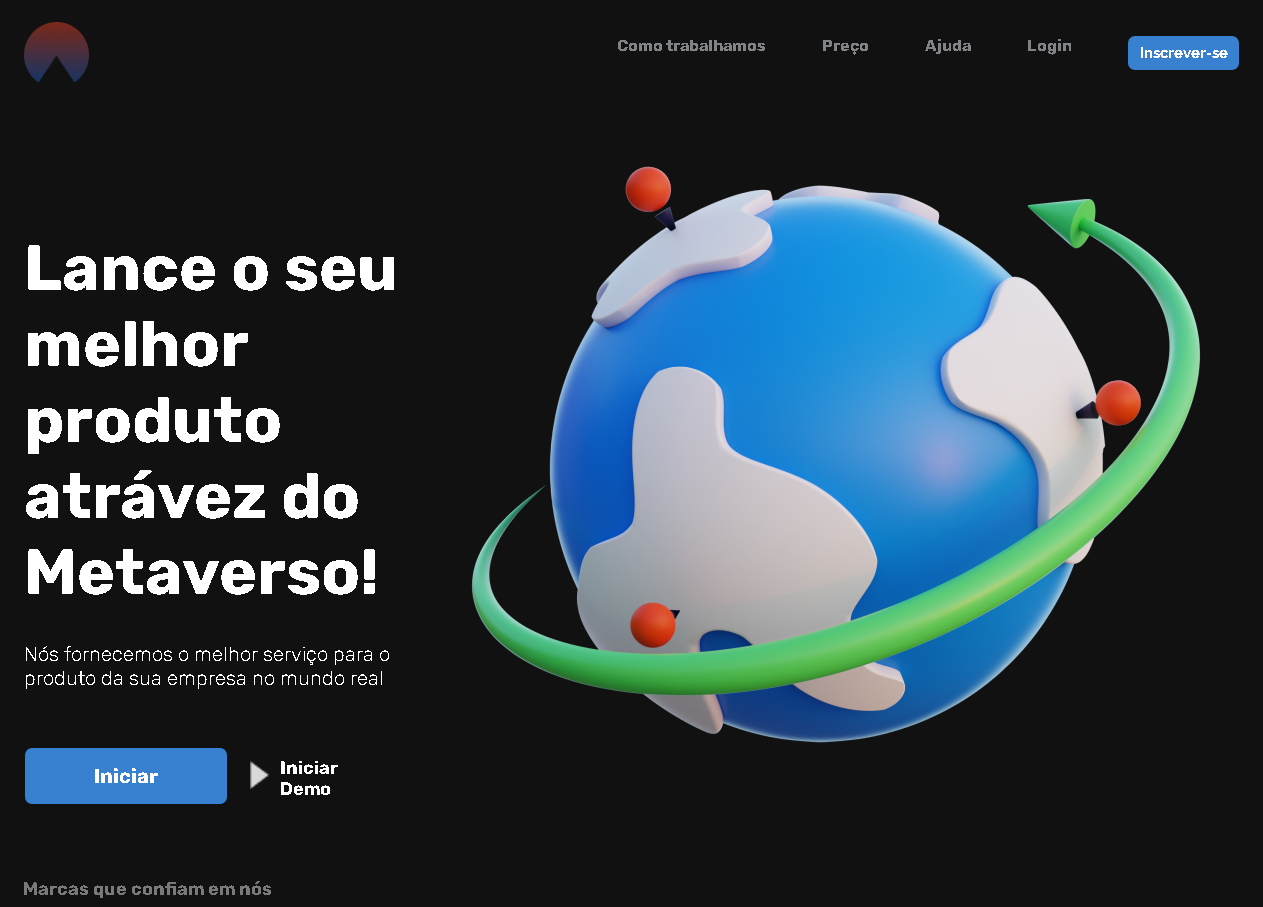 Como trabalhamos Preço Ajuda Login Inscrever-se
Lance o seu
melhor
produto
atrávez do
Metaverso!
Nós fornecemos o melhor serviço para o
produto da sua empresa no mundo real
Iniciar
Iniciar
Demo
Marcas que confiam em nós